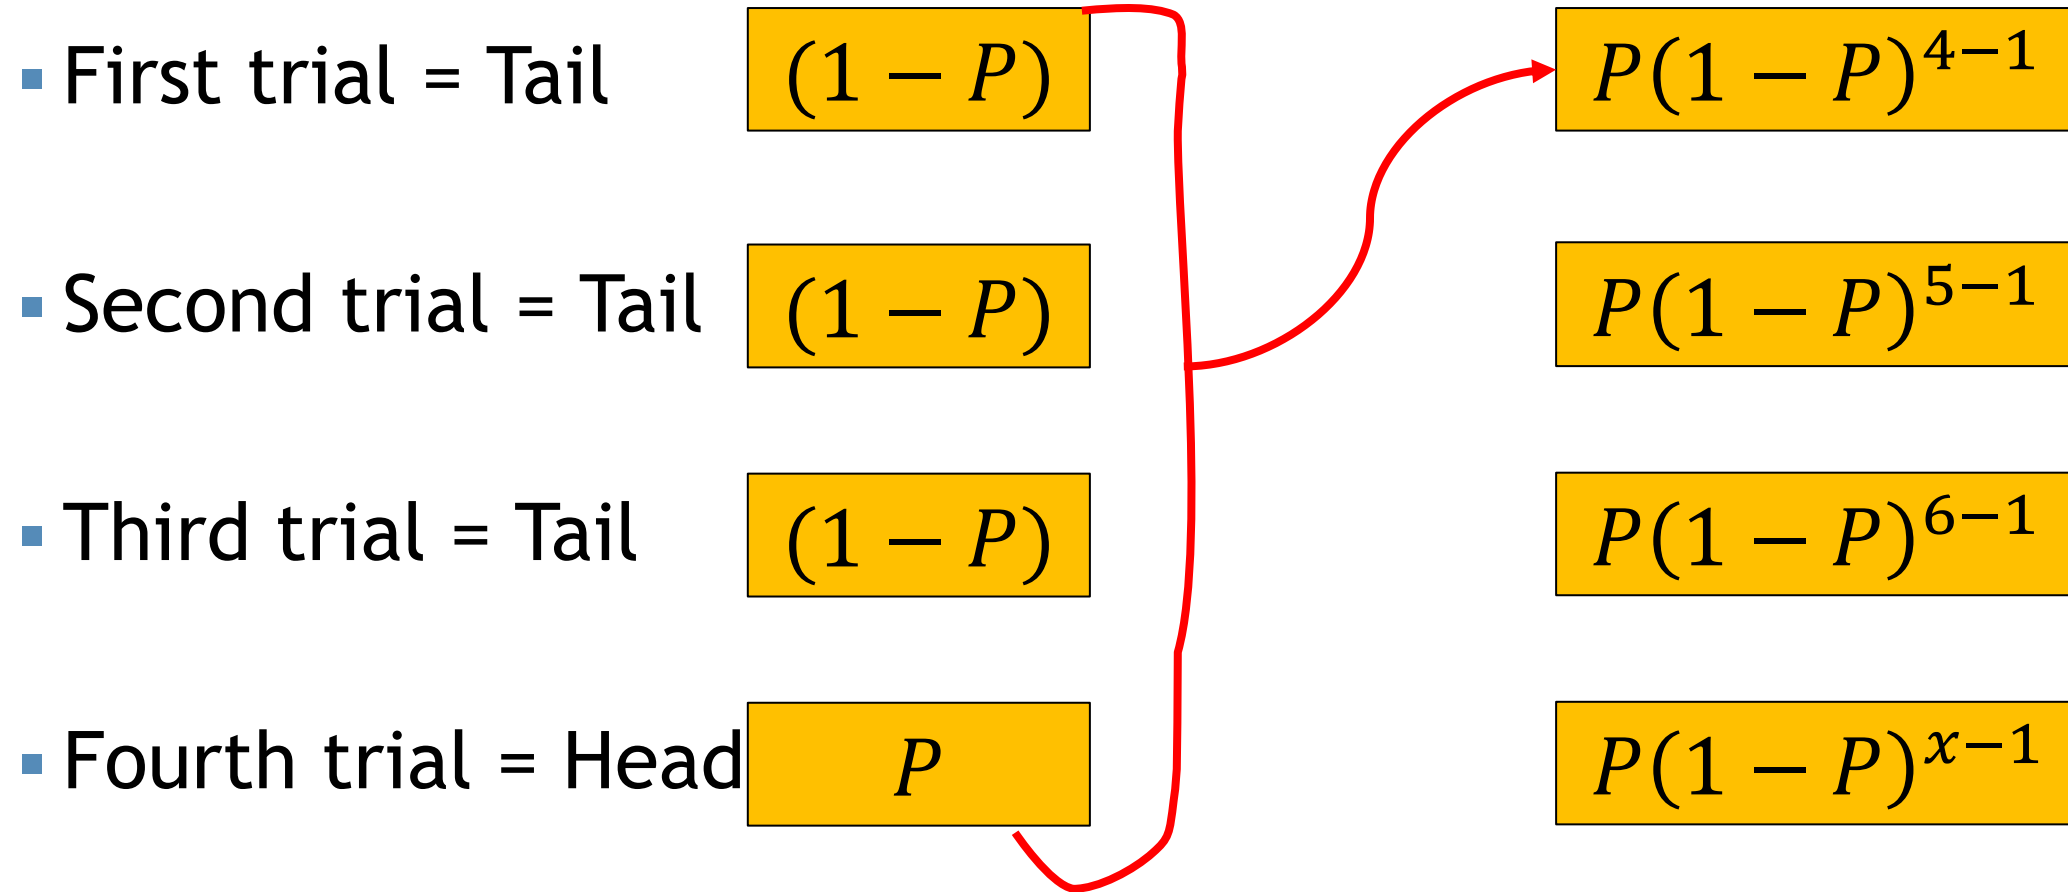 First trial = Tail (1 − P) P(1 − P)^{4−1}
Second trial = Tail (1 − P) P(1 − P)^{5−1}
Third trial = Tail (1 − P) P(1 − P)^{6−1}
Fourth trial = Head P P(1 − P)^{x−1}